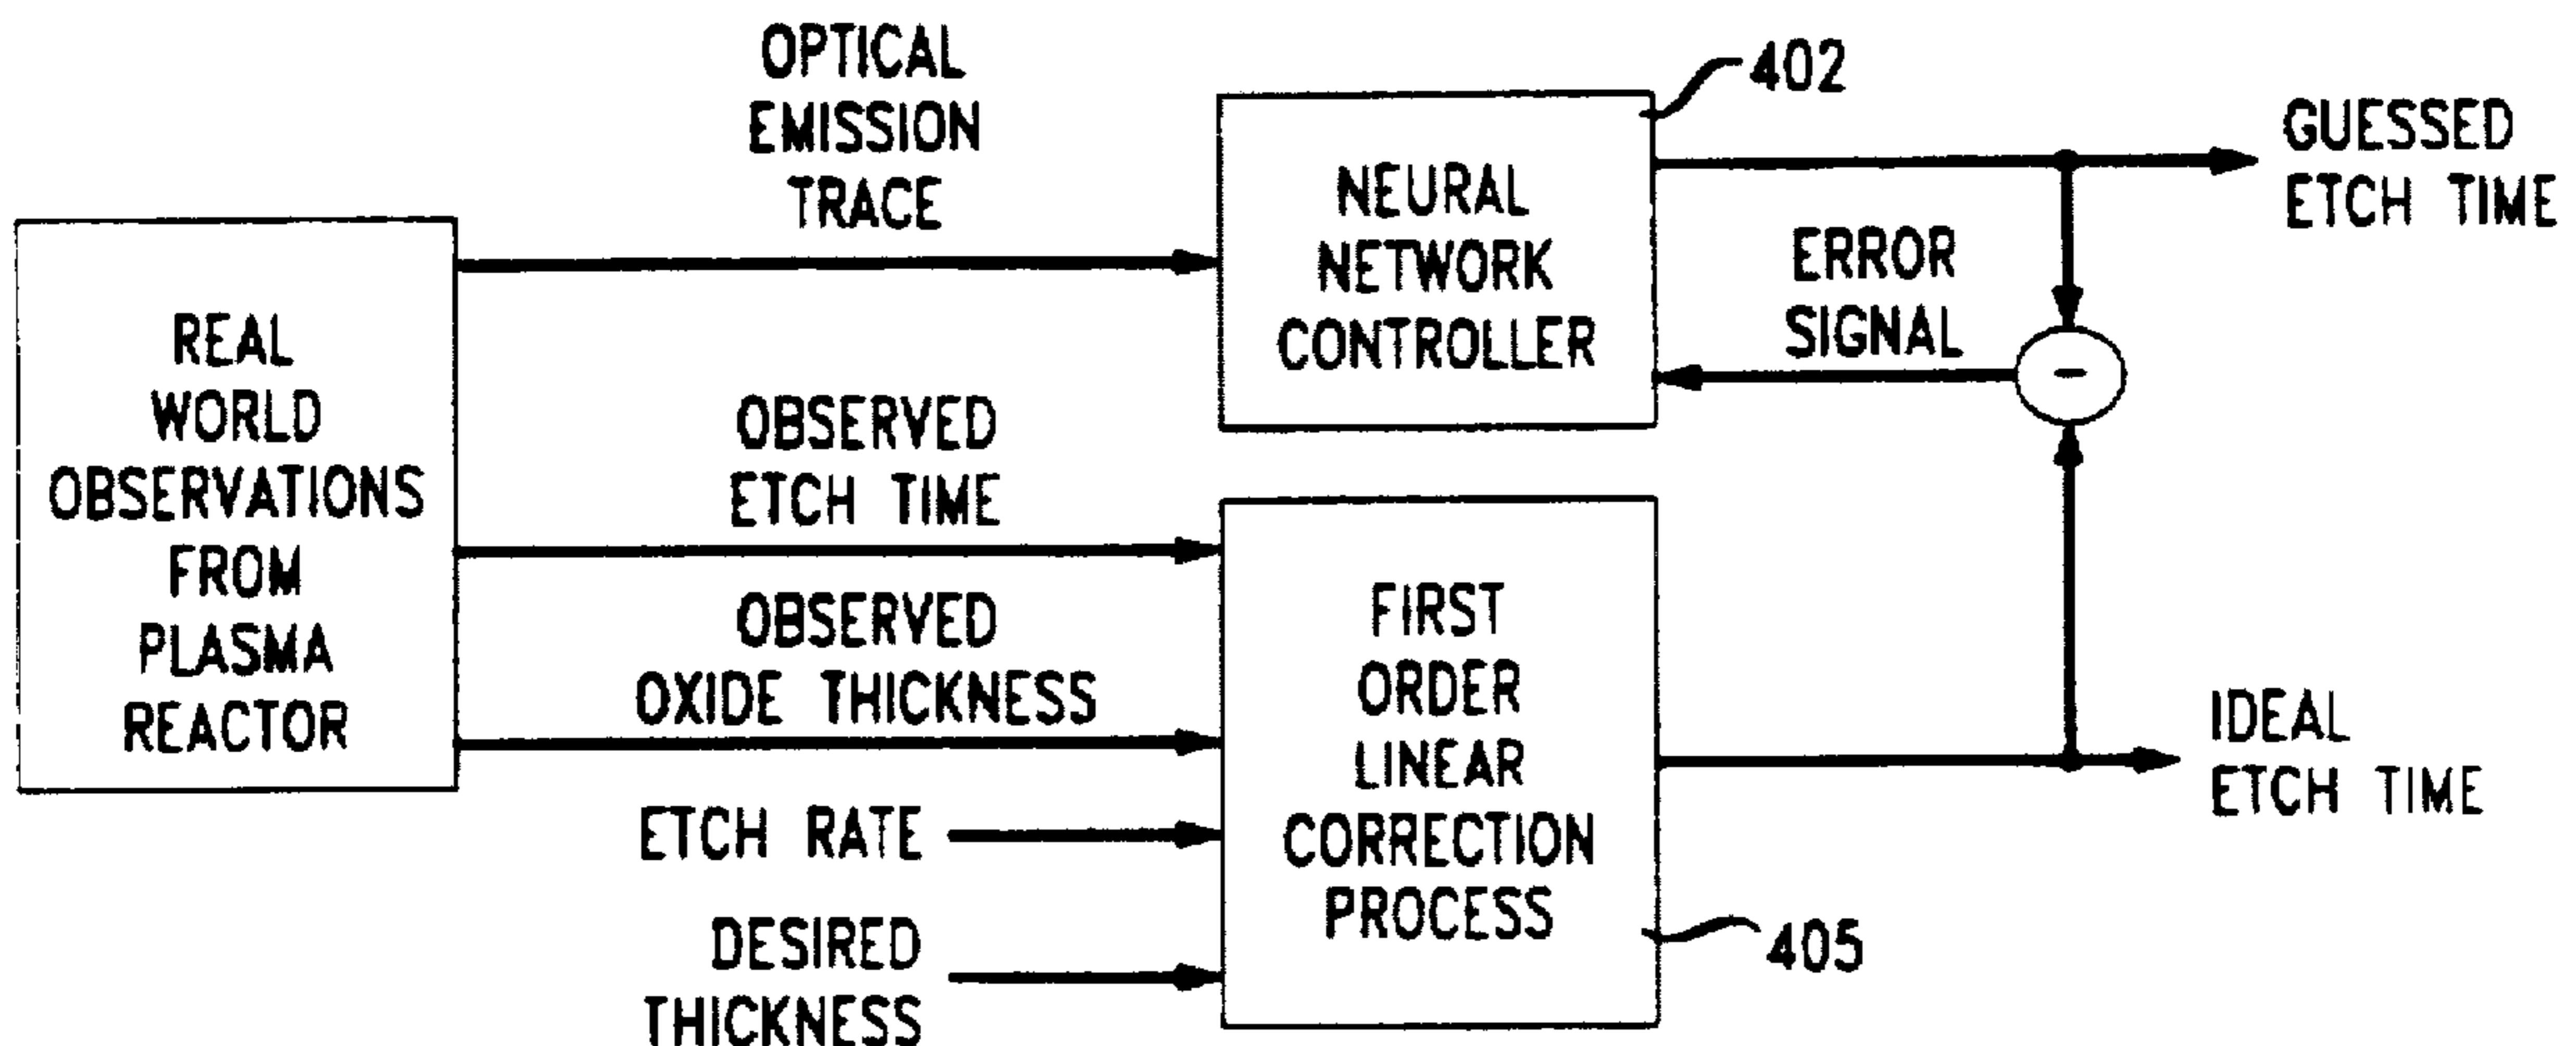 OPTICAL
EMISSION
TRACE
402
GUESSED
ETCH TIME
NEURAL
NETWORK
CONTROLLER
ERROR
SIGNAL
-
REAL
WORLD
OBSERVATIONS
FROM
PLASMA
REACTOR
OBSERVED
ETCH TIME
OBSERVED
OXIDE THICKNESS
ETCH RATE
DESIRED
THICKNESS
FIRST
ORDER
LINEAR
CORRECTION
PROCESS
405
IDEAL
ETCH TIME